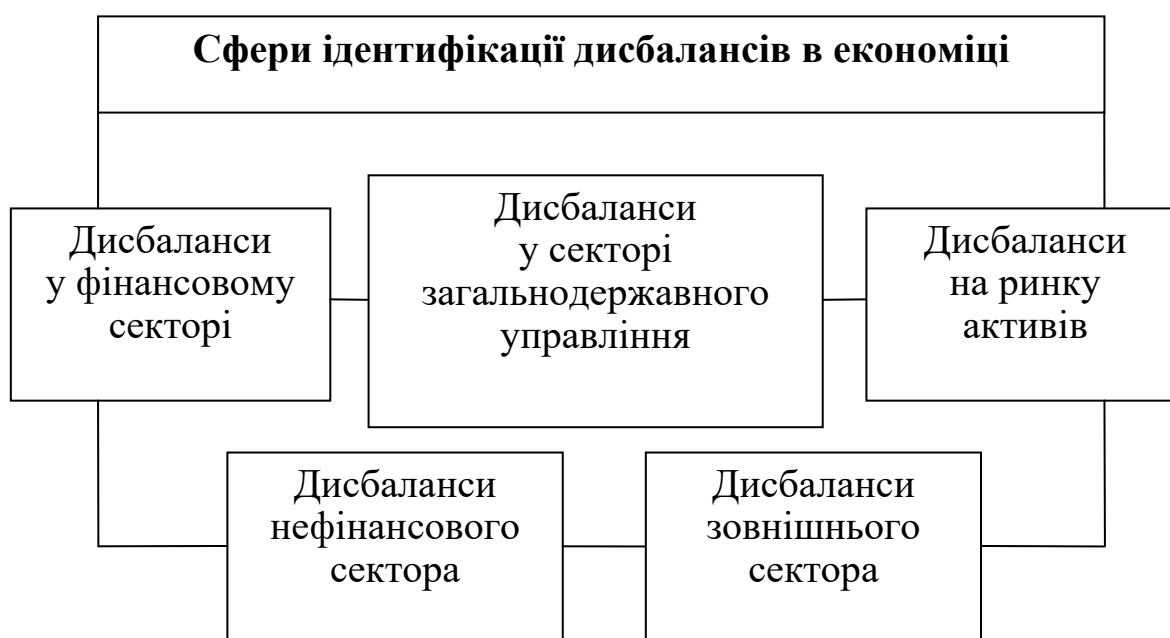 Сфери ідентифікації дисбалансів в економіці
Дисбаланси
у фінансовому
секторі
Дисбаланси
у секторі
загальнодержавного
управління
Дисбаланси
на ринку
активів
Дисбаланси
нефінансового
сектора
Дисбаланси
зовнішнього
сектора